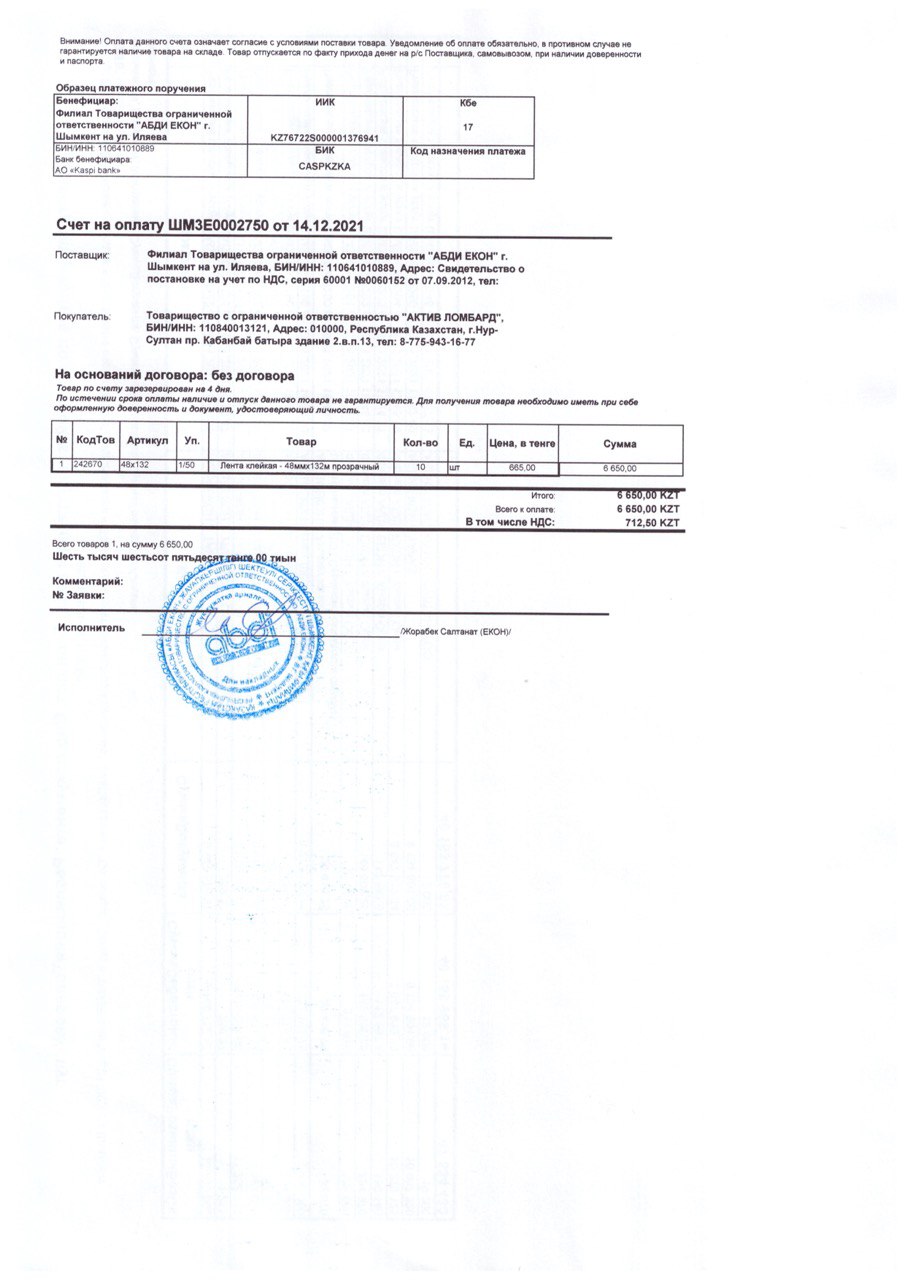 Внимание! Оплата данного счета означает согласие с условиями поставки товара. Уведомление об оплате обязательно, в противном случае не
гарантируется наличие товара на складе. Товар отпускается по факту прихода денег на р/с Поставщика, самовывозом, при наличии доверенности
и паспорта.
Образец платежного поручения
Бенефициар: ИИК Кбе
Филиал Товарищества ограниченной
ответственности "АБДИ ЕКОН" г. 17
Шымкент на ул. Иляева KZ76722S000001376941
БИН/ИНН: 110641010889 БИК Код назначения платежа
Банк бенефициара: CASPKZKA
АО «Kaspi bank»
Счет на оплату ШМЗЕ0002750 от 14.12.2021
Поставщик: Филиал Товарищества ограниченной ответственности "АБДИ ЕКОН" г.
Шымкент на ул. Иляева, БИН/ИНН: 110641010889, Адрес: Свидетельство о
постановке на учет по НДС, серия 60001 №0060152 от 07.09.2012, тел:
Покупатель: Товарищество с ограниченной ответственностью "АКТИВ ЛОМБАРД",
БИН/ИНН: 110840013121, Адрес: 010000, Республика Казахстан, г.Нур-
Султан пр. Кабанбай батыра здание 2.в.п.13, тел: 8-775-943-16-77
На оснований договора: без договора
Товар по счету зарезервирован на 4 дня.
По истечении срока оплаты наличие и отпуск данного товара не гарантируется. Для получения товара необходимо иметь при себе
оформленную доверенность и документ, удостоверяющий личность.
№ КодТов Артикул Уп. Товар Кол-во Ед. Цена, в тенге Сумма
1 242670 48х132 1/50 Лента клейкая - 48ммх132м прозрачный 10 шт 665,00 6 650,00
Итого: 6 650,00 KZT
Всего к оплате: 6 650,00 KZT
В том числе НДС: 712,50 KZT
Всего товаров 1, на сумму 6 650,00
Шесть тысяч шестьсот пятьдесят тенге 00 тиын
Комментарий:
№ Заявки:
Исполнитель /Жорабек Салтанат (ЕКОН)/
abdi
Для накладных